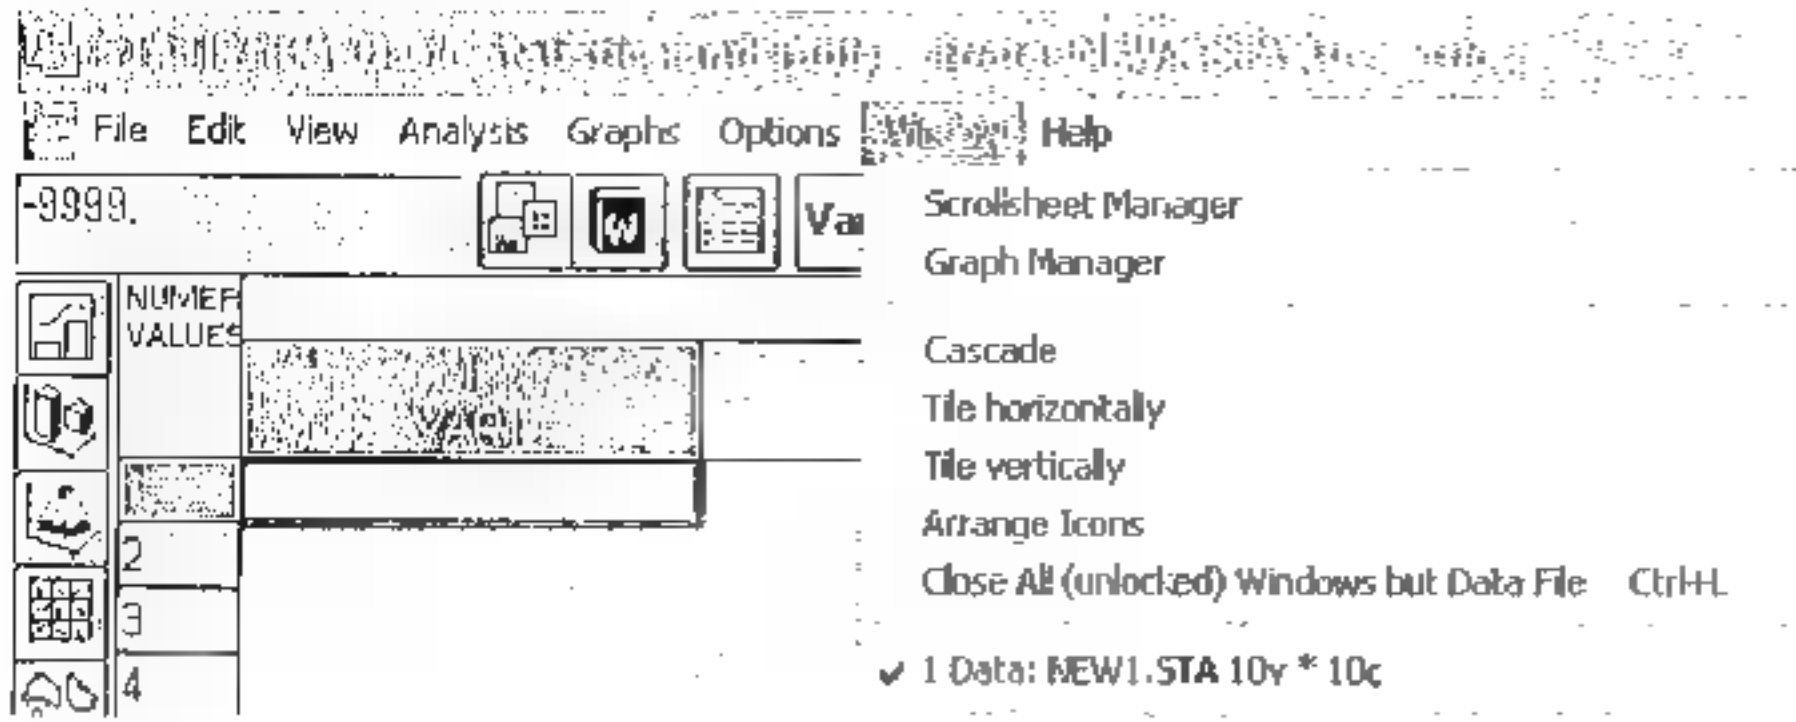 File Edit View Analysis Graphs Options Window Help
-9999.
Scrollsheet Manager
Graph Manager
NUMER
VALUES
Cascade
Tile horizontally
Tile vertically
Arrange Icons
2
Close All (unlocked) Windows but Data File Ctrl+L
3
4
✔ 1 Data: NEW1.STA 10v * 10c